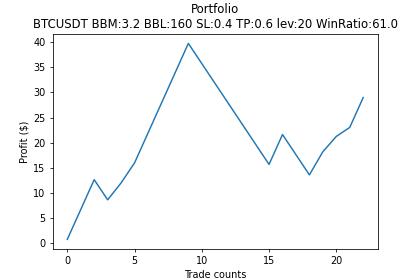 Portfolio
BTCUSDT BBM:3.2 BBL:160 SL:0.4 TP:0.6 lev:20 WinRatio:61.0
40
35
30
25
20
15
10
5
0
Profit ($)
0 5 10 15 20
Trade counts